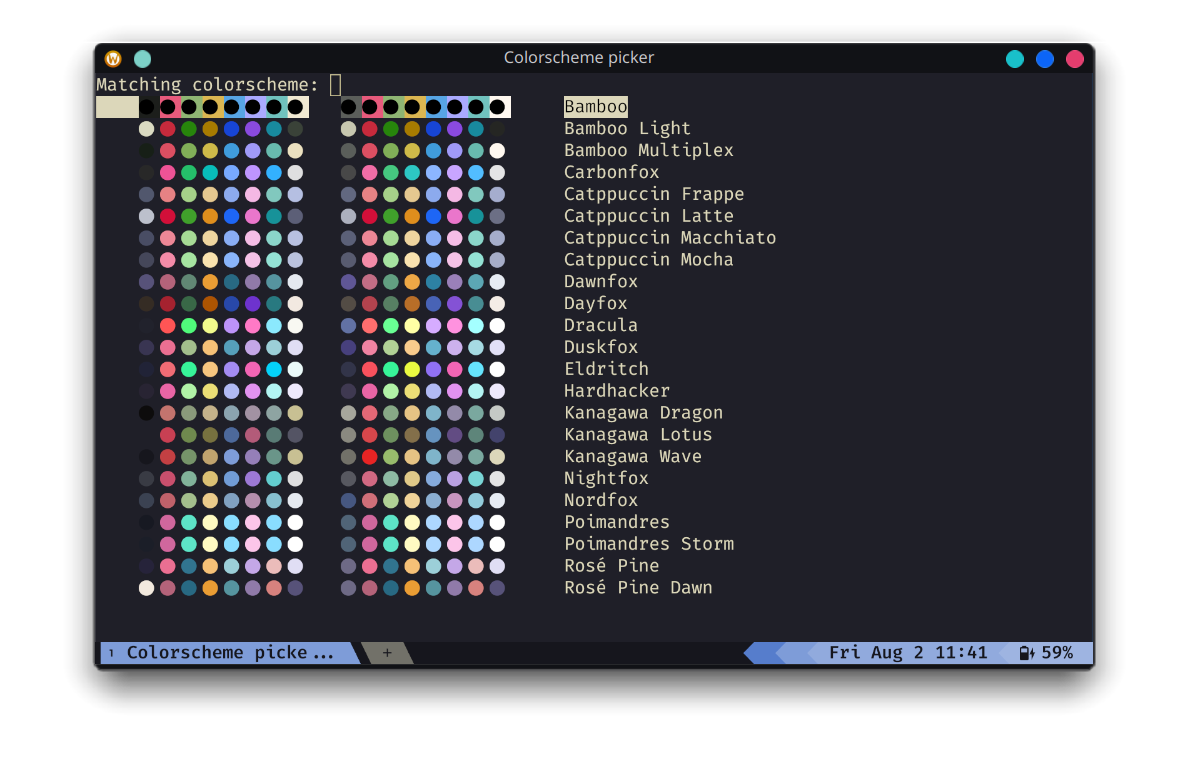 W
Colorscheme picker
Matching colorscheme:
Bamboo
Bamboo Light
Bamboo Multiplex
Carbonfox
Catppuccin Frappe
Catppuccin Latte
Catppuccin Macchiato
Catppuccin Mocha
Dawnfox
Dayfox
Dracula
Duskfox
Eldritch
Hardhacker
Kanagawa Dragon
Kanagawa Lotus
Kanagawa Wave
Nightfox
Nordfox
Poimandres
Poimandres Storm
Rosé Pine
Rosé Pine Dawn
1 Colorscheme picke... + Fri Aug 2 11:41 59%